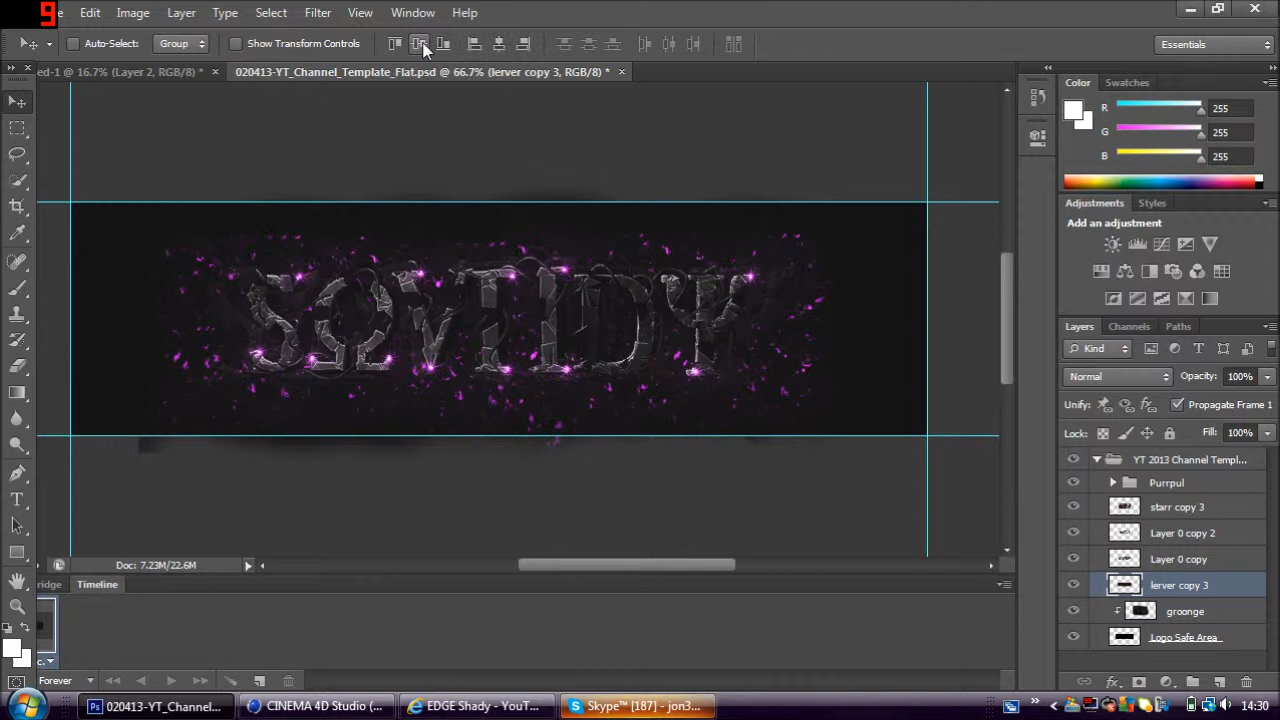 9
e Edit Image Layer Type Select Filter View Window Help
Auto-Select: Group Show Transform Controls Essentials
ed-1 @ 16.7% (Layer 2, RGB/8) * × 020413-YT_Channel_Template_Flat.psd @ 66.7% (lerver copy 3, RGB/8) * ×
Color Swatches
R 255
G 255
B 255
Adjustments Styles
Add an adjustment
SΩVTIDΨ
Layers Channels Paths
Kind
Normal Opacity: 100%
Unify: Propagate Frame 1
Lock: Fill: 100%
YT 2013 Channel Templ...
Purrpul
starr copy 3
Layer 0 copy 2
Layer 0 copy
lerver copy 3
groonge
Logo Safe Area
Doc: 7.23M/22.6M
ridge Timeline
c.
Forever
020413-YT_Channel... CINEMA 4D Studio (... EDGE Shady - YouT... Skype™ [187] - jon3... 14:30